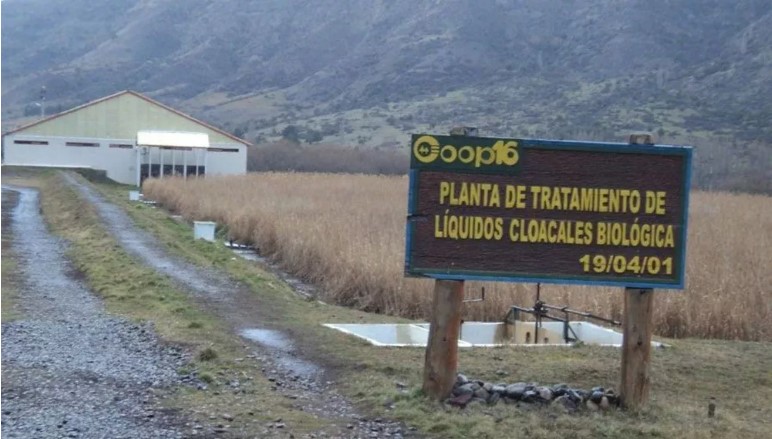 Coop16
PLANTA DE TRATAMIENTO DE
LÍQUIDOS CLOACALES BIOLÓGICA
19/04/01